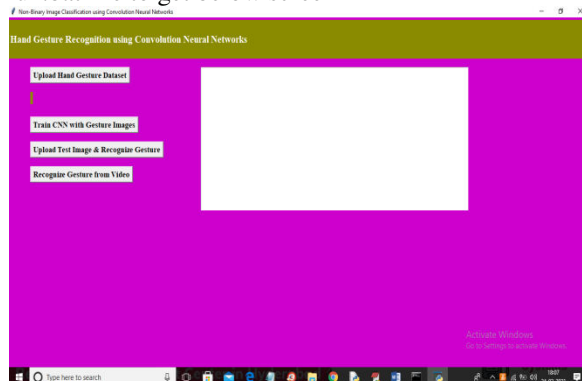 Non-Binary Image Classification using Convolution Neural Networks
Hand Gesture Recognition using Convolution Neural Networks
Upload Hand Gesture Dataset
Train CNN with Gesture Images
Upload Test Image & Recognize Gesture
Recognize Gesture from Video
Activate Windows
Go to Settings to activate Windows.
Type here to search
18:07